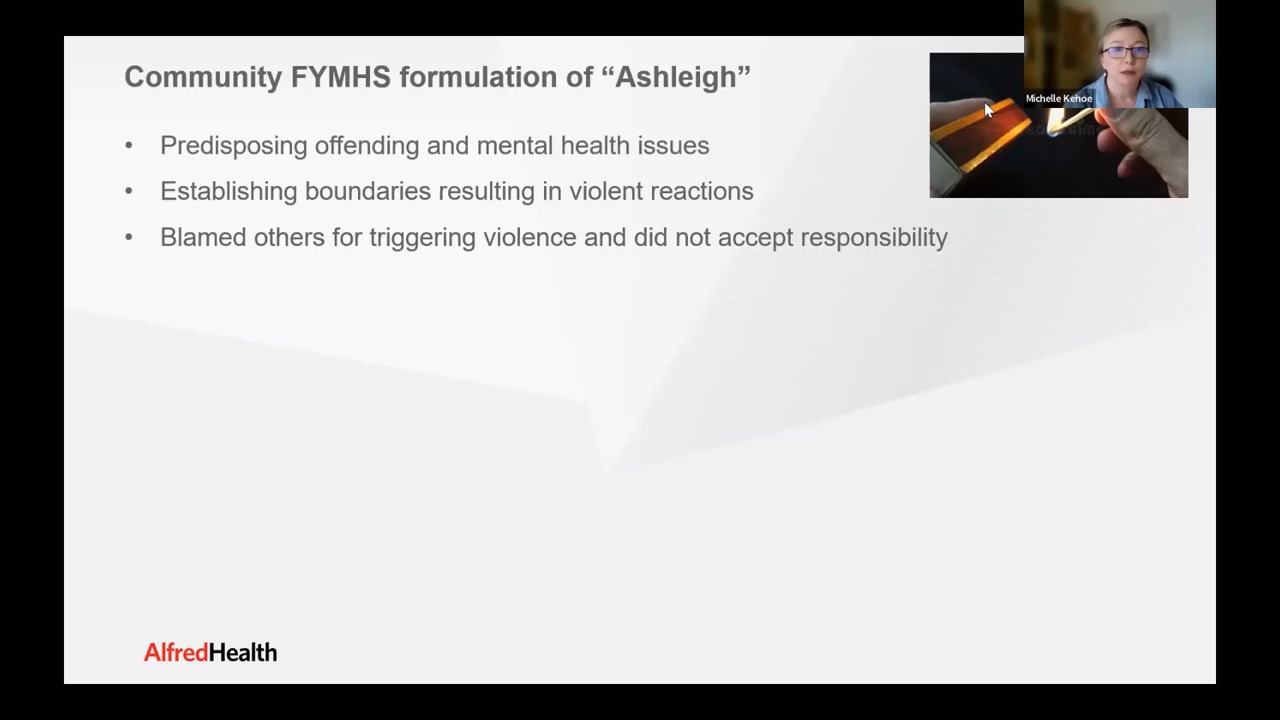 Community FYMHS formulation of “Ashleigh”
Michelle Kehoe
• Predisposing offending and mental health issues
• Establishing boundaries resulting in violent reactions
• Blamed others for triggering violence and did not accept responsibility
AlfredHealth